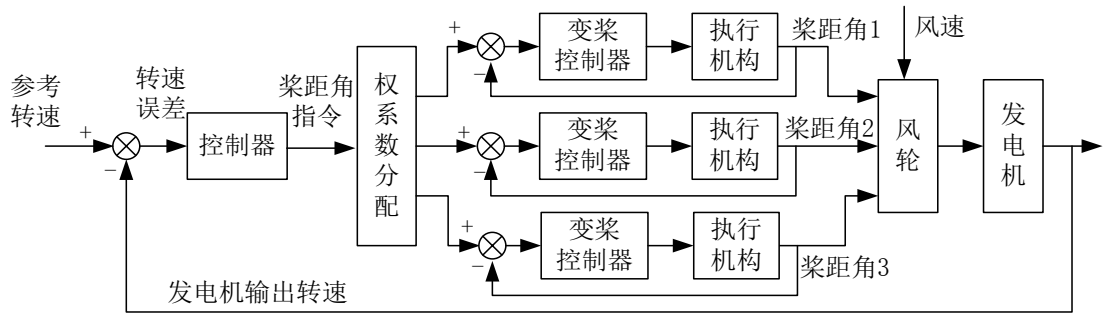 参考
转速
+
−
转速
误差
控制器
桨距角
指令
权
系
数
分
配
+
−
变桨
控制器
执行
机构
桨距角1
+
−
变桨
控制器
执行
机构
桨距角2
+
−
变桨
控制器
执行
机构
桨距角3
风速
风
轮
发
电
机
发电机输出转速